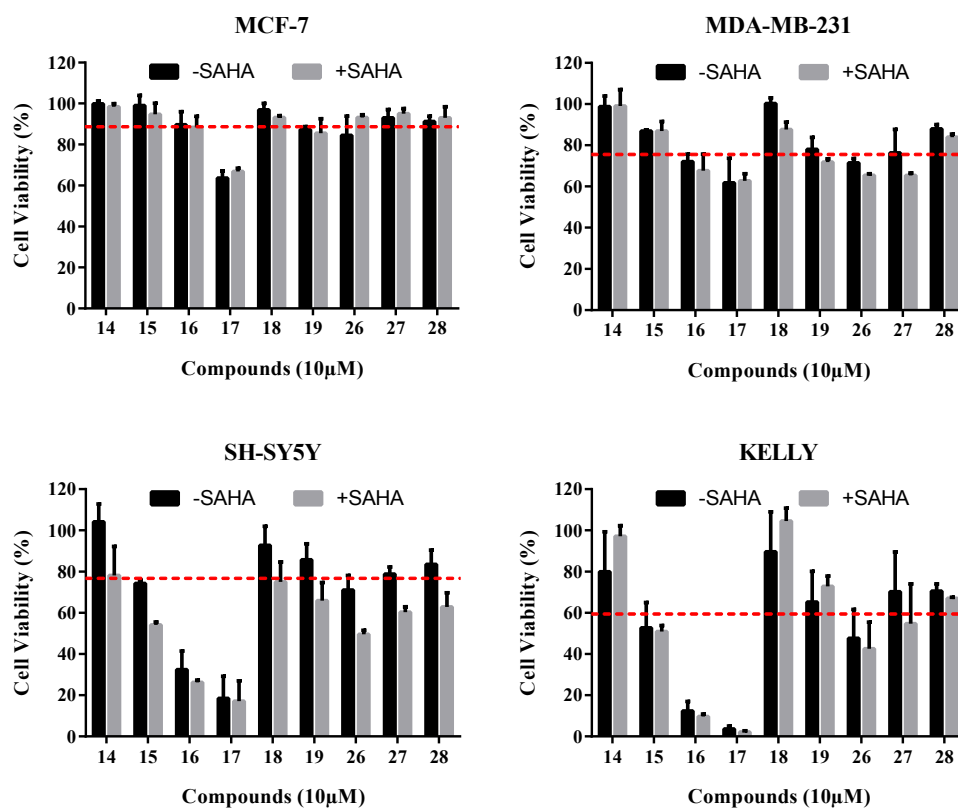 MCF-7
-SAHA +SAHA
120
100
80
60
40
20
0
Cell Viability (%)
14 15 16 17 18 19 26 27 28
Compounds (10µM)
MDA-MB-231
-SAHA +SAHA
120
100
80
60
40
20
0
Cell Viability (%)
14 15 16 17 18 19 26 27 28
Compounds (10µM)
SH-SY5Y
-SAHA +SAHA
120
100
80
60
40
20
0
Cell Viability (%)
14 15 16 17 18 19 26 27 28
Compounds (10µM)
KELLY
-SAHA +SAHA
120
100
80
60
40
20
0
Cell Viability (%)
14 15 16 17 18 19 26 27 28
Compounds (10µM)